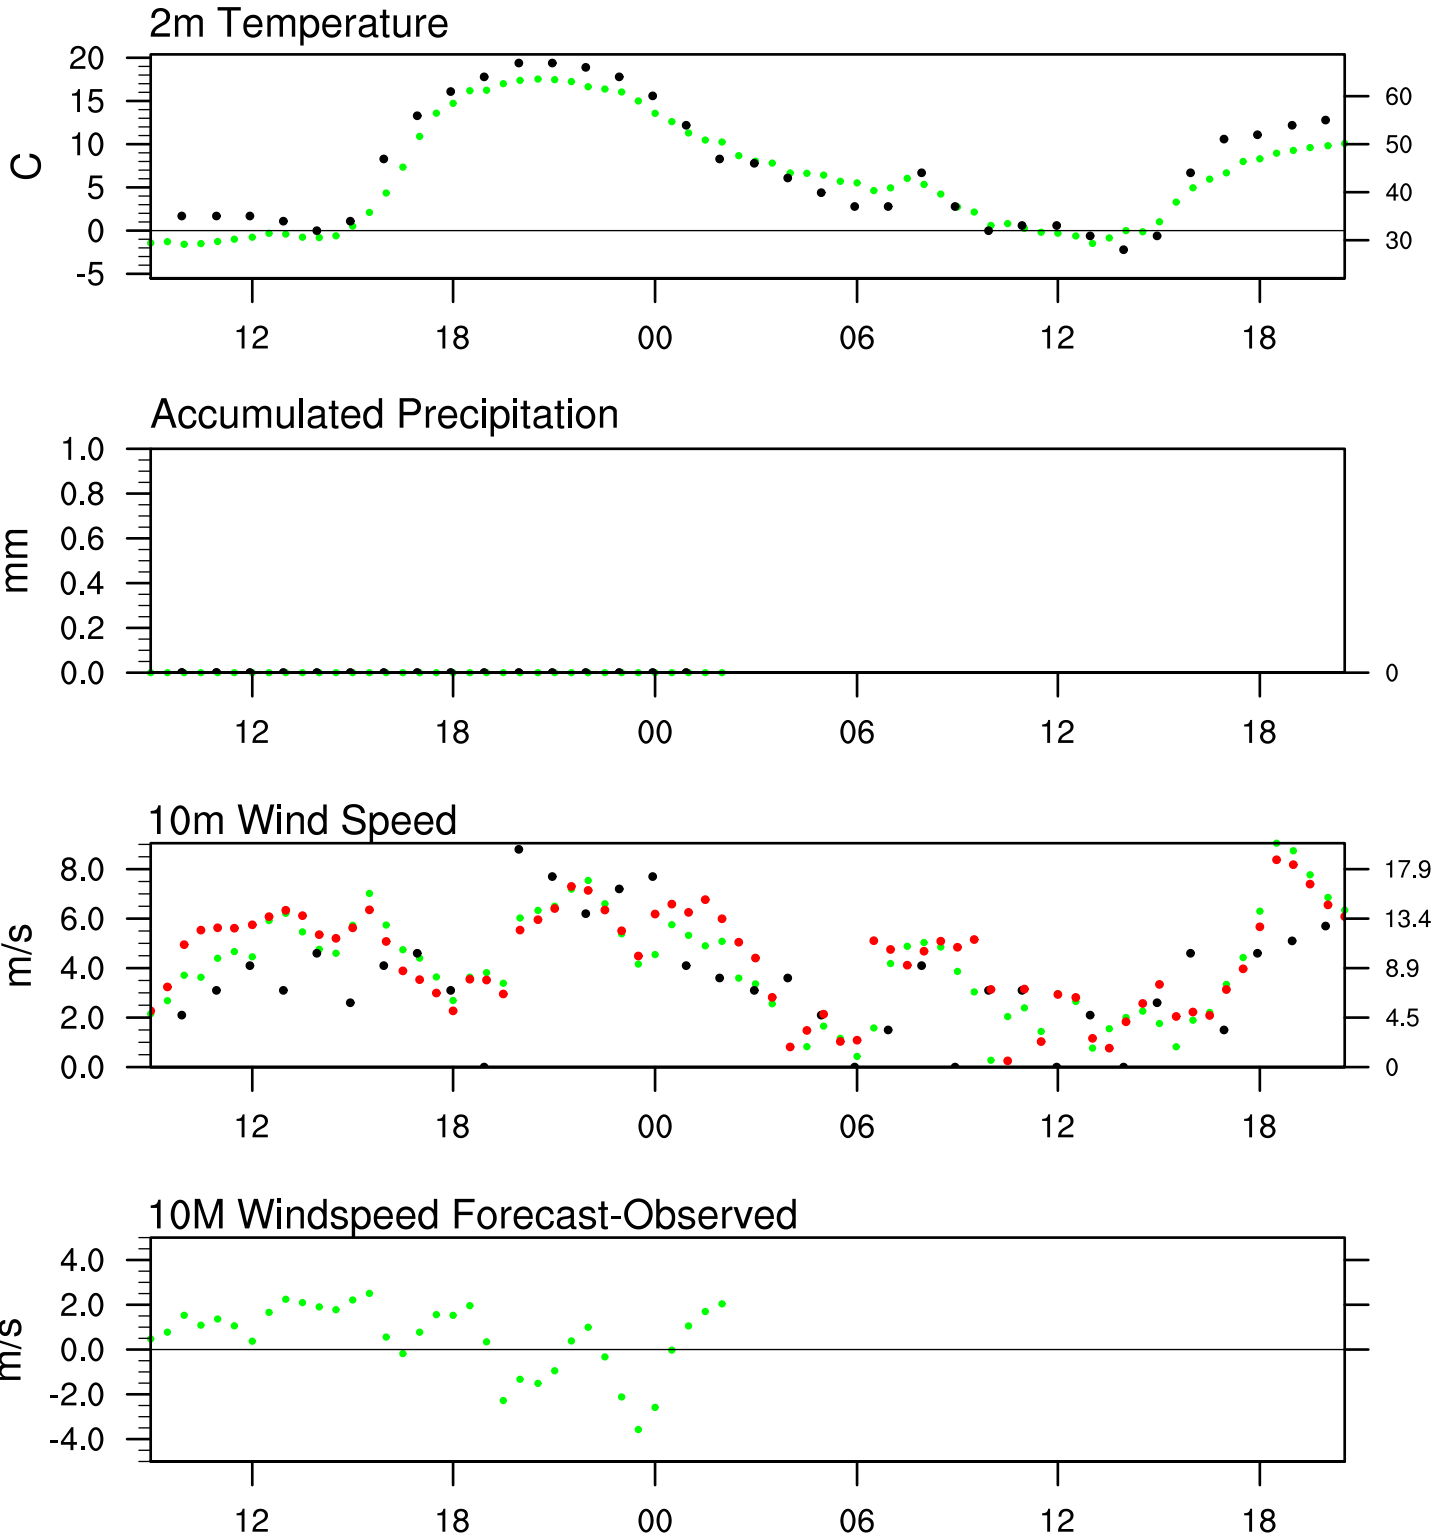 2m Temperature
20
15
10
5
0
-5
C
60
50
40
30
12 18 00 06 12 18
Accumulated Precipitation
1.0
0.8
0.6
0.4
0.2
0.0
mm
0
12 18 00 06 12 18
10m Wind Speed
8.0
6.0
4.0
2.0
0.0
m/s
17.9
13.4
8.9
4.5
0
12 18 00 06 12 18
10M Windspeed Forecast-Observed
4.0
2.0
0.0
-2.0
-4.0
m/s
12 18 00 06 12 18